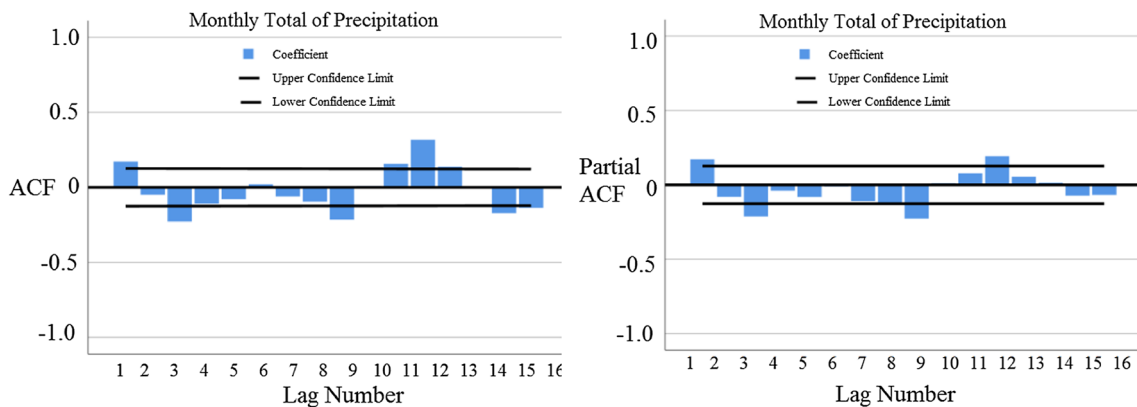 Monthly Total of Precipitation
1.0
Coefficient
Upper Confidence Limit
Lower Confidence Limit
0.5
ACF
0
-0.5
-1.0
1 2 3 4 5 6 7 8 9 10 11 12 13 14 15 16
Lag Number
Monthly Total of Precipitation
1.0
Coefficient
Upper Confidence Limit
Lower Confidence Limit
0.5
Partial
ACF
0
-0.5
-1.0
1 2 3 4 5 6 7 8 9 10 11 12 13 14 15 16
Lag Number